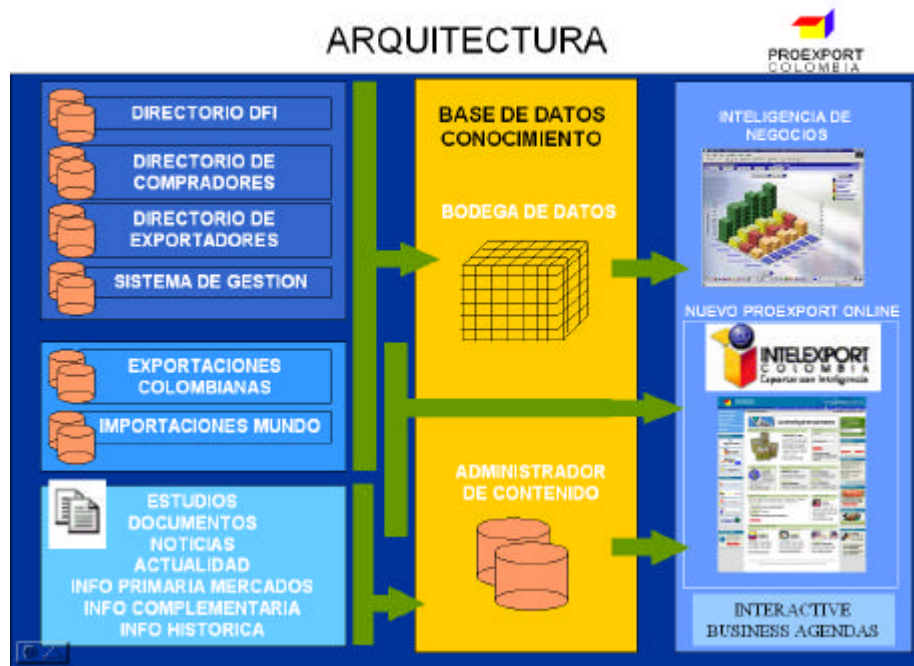 ARQUITECTURA
PROEXPORT
COLOMBIA
DIRECTORIO DFI
DIRECTORIO DE
COMPRADORES
DIRECTORIO DE
EXPORTADORES
SISTEMA DE GESTION
EXPORTACIONES
COLOMBIANAS
IMPORTACIONES MUNDO
ESTUDIOS
DOCUMENTOS
NOTICIAS
ACTUALIDAD
INFO PRIMARIA MERCADOS
INFO COMPLEMENTARIA
INFO HISTORICA
BASE DE DATOS
CONOCIMIENTO
BODEGA DE DATOS
ADMINISTRADOR
DE CONTENIDO
INTELIGENCIA DE
NEGOCIOS
NUEVO PROEXPORT ONLINE
INTELEXPORT
COLOMBIA
Exportar con inteligencia
INTERACTIVE
BUSINESS AGENDAS